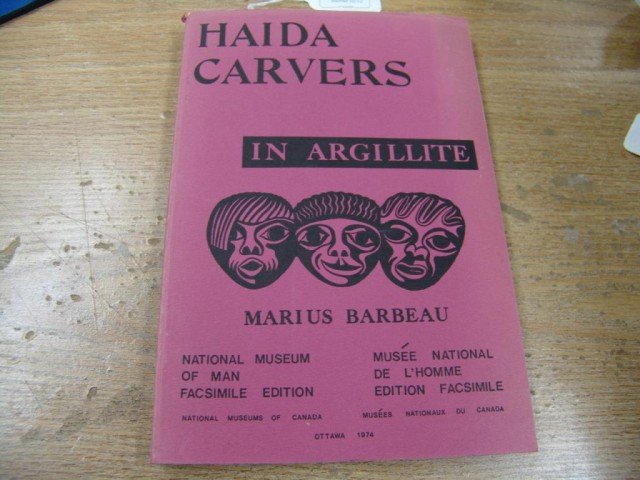 HAIDA
CARVERS
IN ARGILLITE
MARIUS BARBEAU
NATIONAL MUSEUM
OF MAN
FACSIMILE EDITION
NATIONAL MUSEUMS OF CANADA
MUSÉE NATIONAL
DE L'HOMME
EDITION FACSIMILE
MUSÉES NATIONAUX DU CANADA
OTTAWA 1974